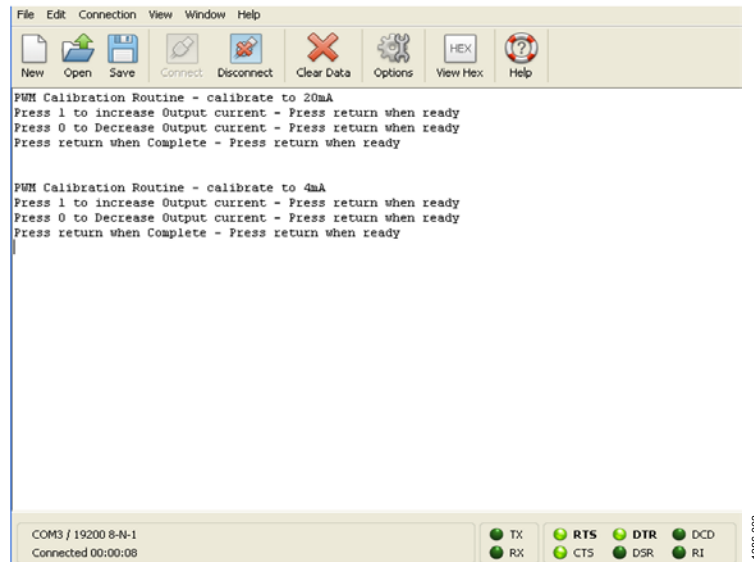 File Edit Connection View Window Help
New Open Save Connect Disconnect Clear Data Options HEX View Hex Help
PWM Calibration Routine - calibrate to 20mA
Press 1 to increase Output current - Press return when ready
Press 0 to Decrease Output current - Press return when ready
Press return when Complete - Press return when ready
PWM Calibration Routine - calibrate to 4mA
Press 1 to increase Output current - Press return when ready
Press 0 to Decrease Output current - Press return when ready
Press return when Complete - Press return when ready
COM3 / 19200 8-N-1
Connected 00:00:08
TX RTS DTR DCD
RX CTS DSR RI